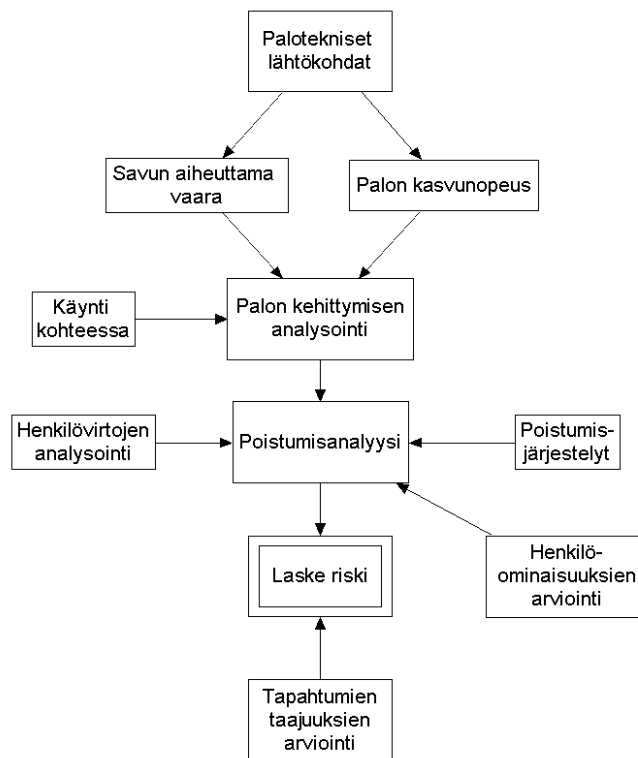 Palotekniset
lähtökohdat
Savun aiheuttama
vaara
Palon kasvunopeus
Käynti
kohteessa
Palon kehittymisen
analysointi
Henkilövirtojen
analysointi
Poistumisanalyysi
Poistumis-
järjestelyt
Laske riski
Henkilö-
ominaisuuksien
arviointi
Tapahtumien
taajuuksien
arviointi